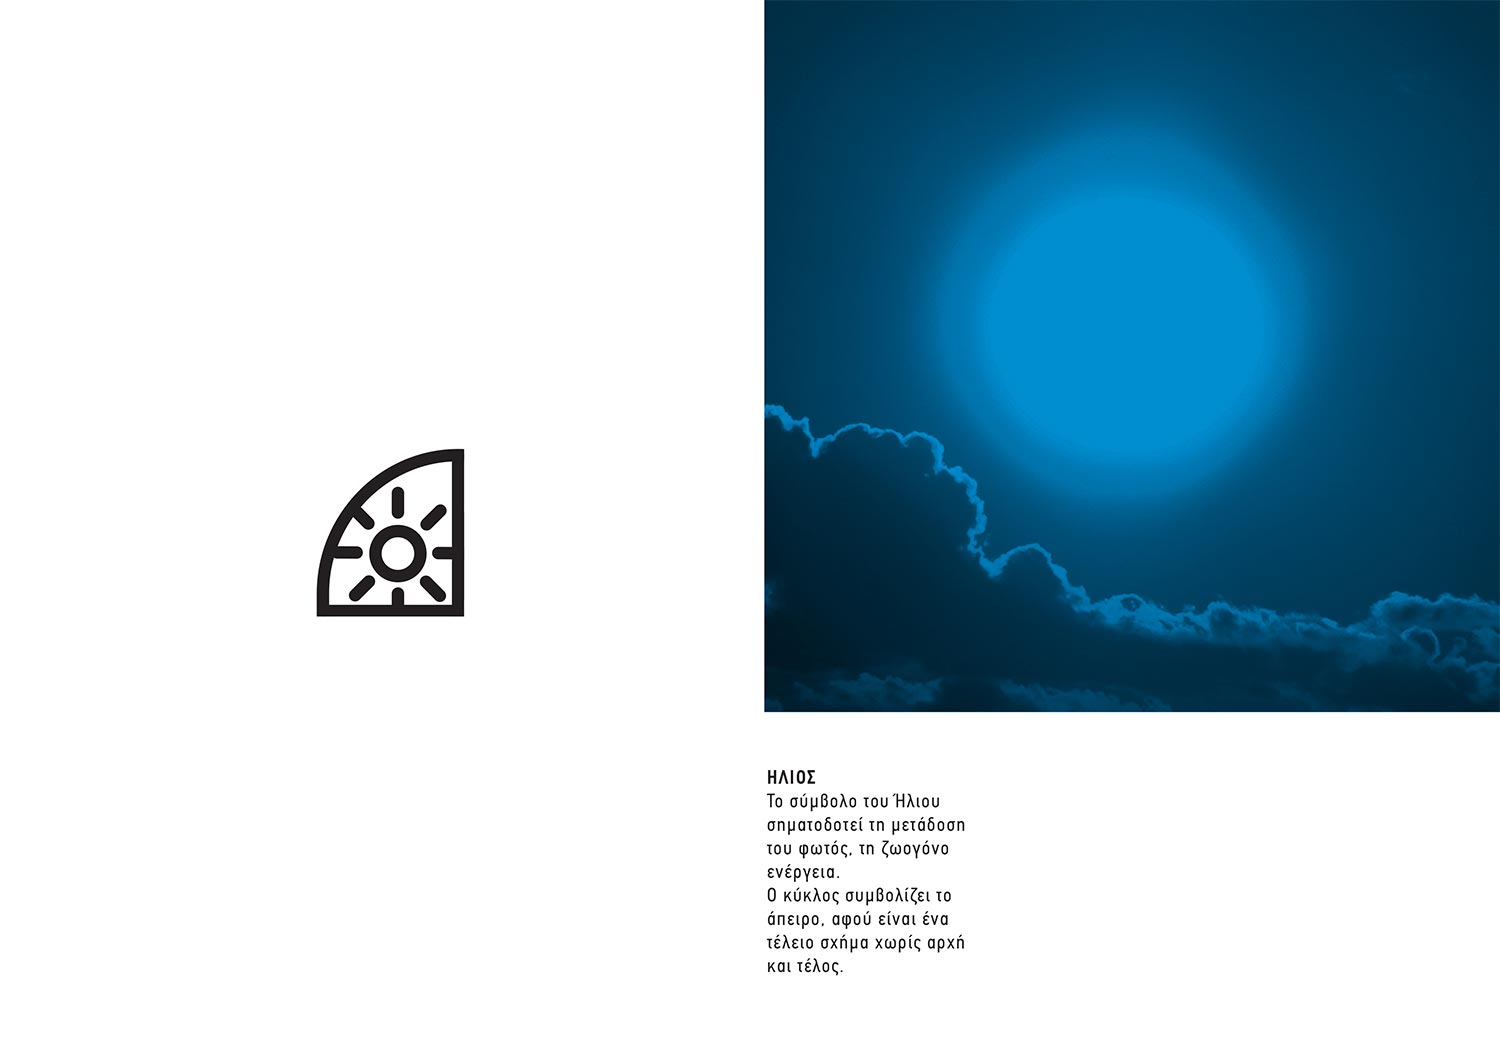 ΗΛΙΟΣ
Το σύμβολο του Ήλιου
σηματοδοτεί τη μετάδοση
του φωτός, τη ζωογόνο
ενέργεια.
Ο κύκλος συμβολίζει το
άπειρο, αφού είναι ένα
τέλειο σχήμα χωρίς αρχή
και τέλος.